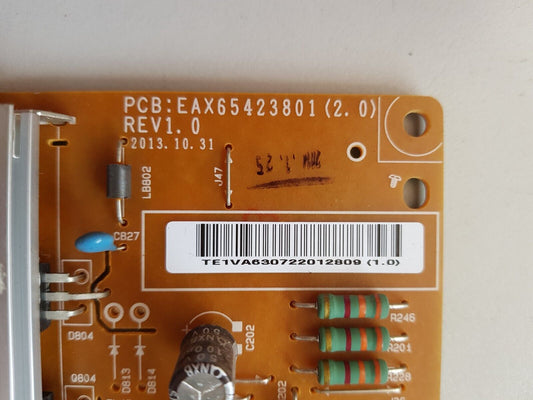 PCB:EAX65423801(2.0)
REV1.0
2013.10.31
LB802
J47
CB27
TE1VA630722012809 (1.0)
D804
D813
D814
C202
R246
R201
R228
Q804